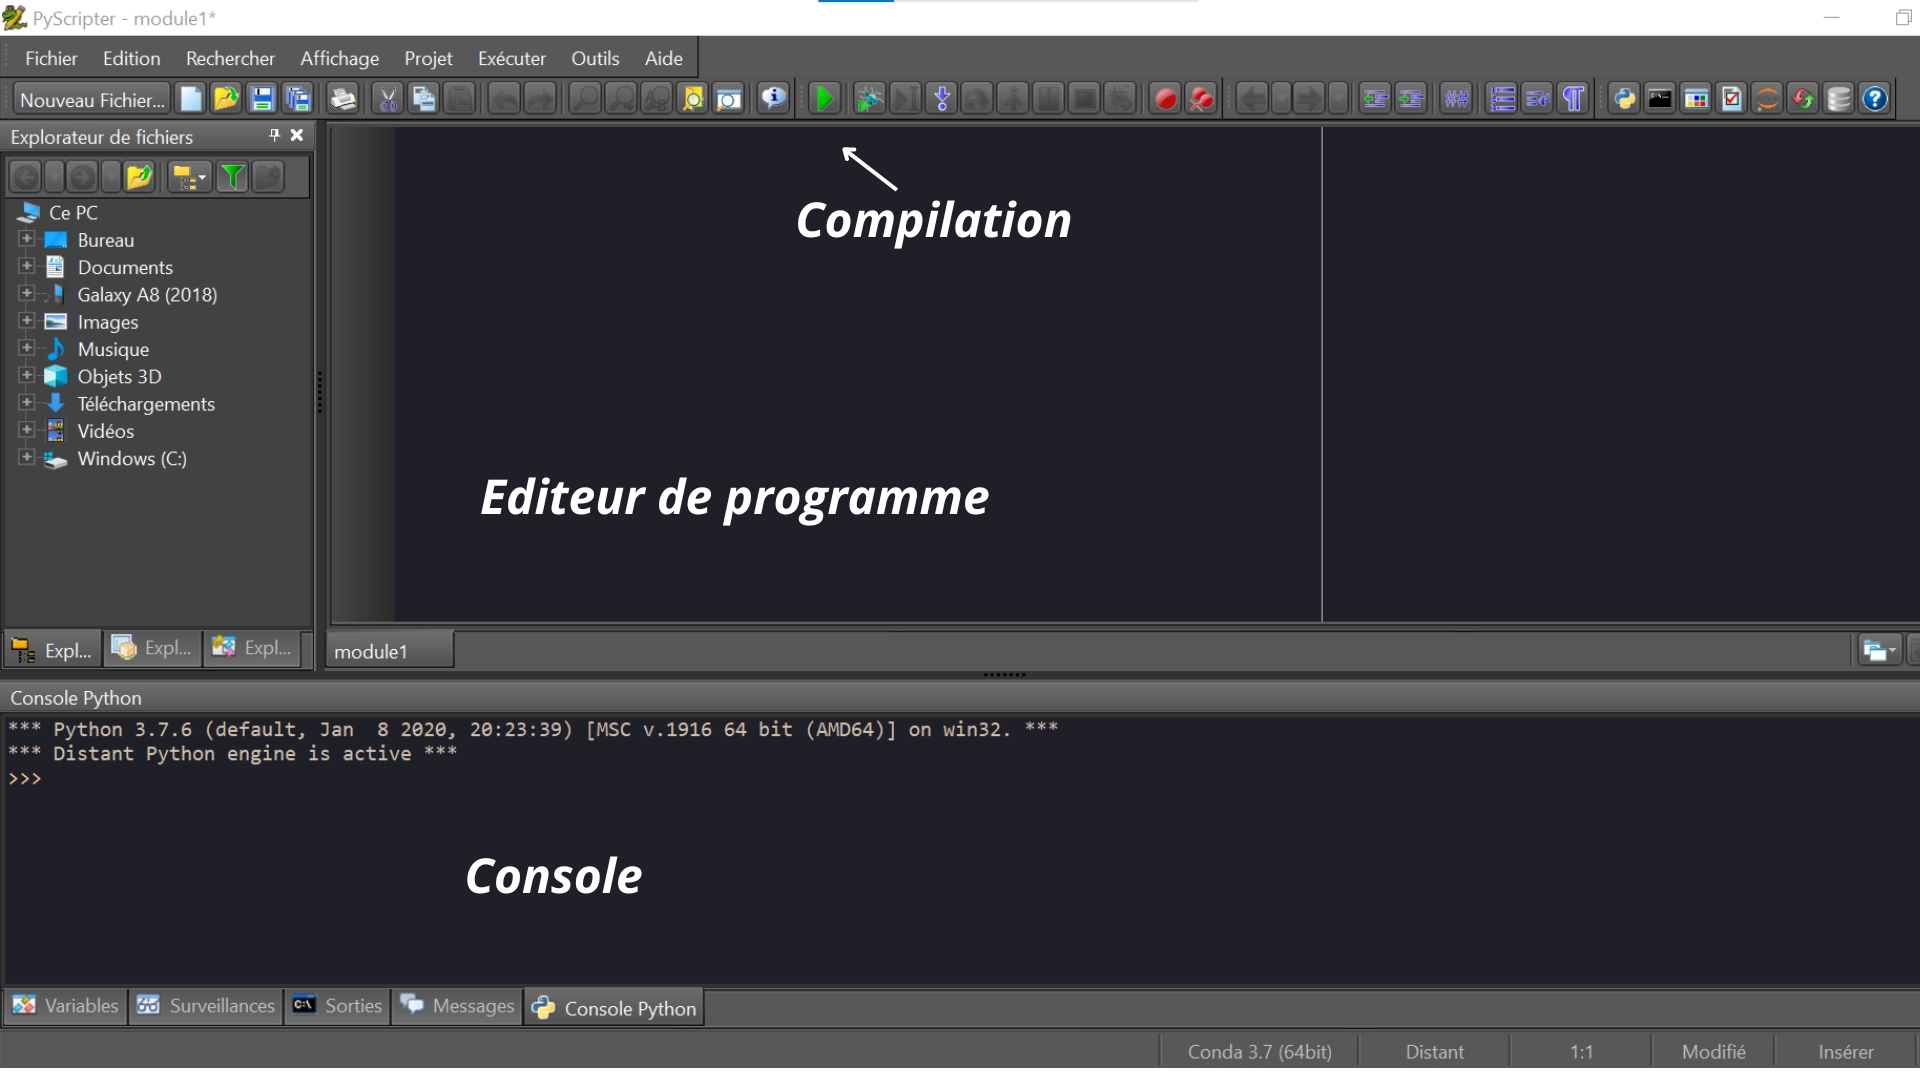 PyScripter - module1*
Fichier Edition Rechercher Affichage Projet Exécuter Outils Aide
Nouveau Fichier...
Explorateur de fichiers
Ce PC
Bureau
Documents
Galaxy A8 (2018)
Images
Musique
Objets 3D
Téléchargements
Vidéos
Windows (C:)
Expl... Expl... Expl...
Compilation
Editeur de programme
module1
Console Python
*** Python 3.7.6 (default, Jan  8 2020, 20:23:39) [MSC v.1916 64 bit (AMD64)] on win32. ***
*** Distant Python engine is active ***
>>>
Console
Variables Surveillances Sorties Messages Console Python
Conda 3.7 (64bit) Distant 1:1 Modifié Insérer